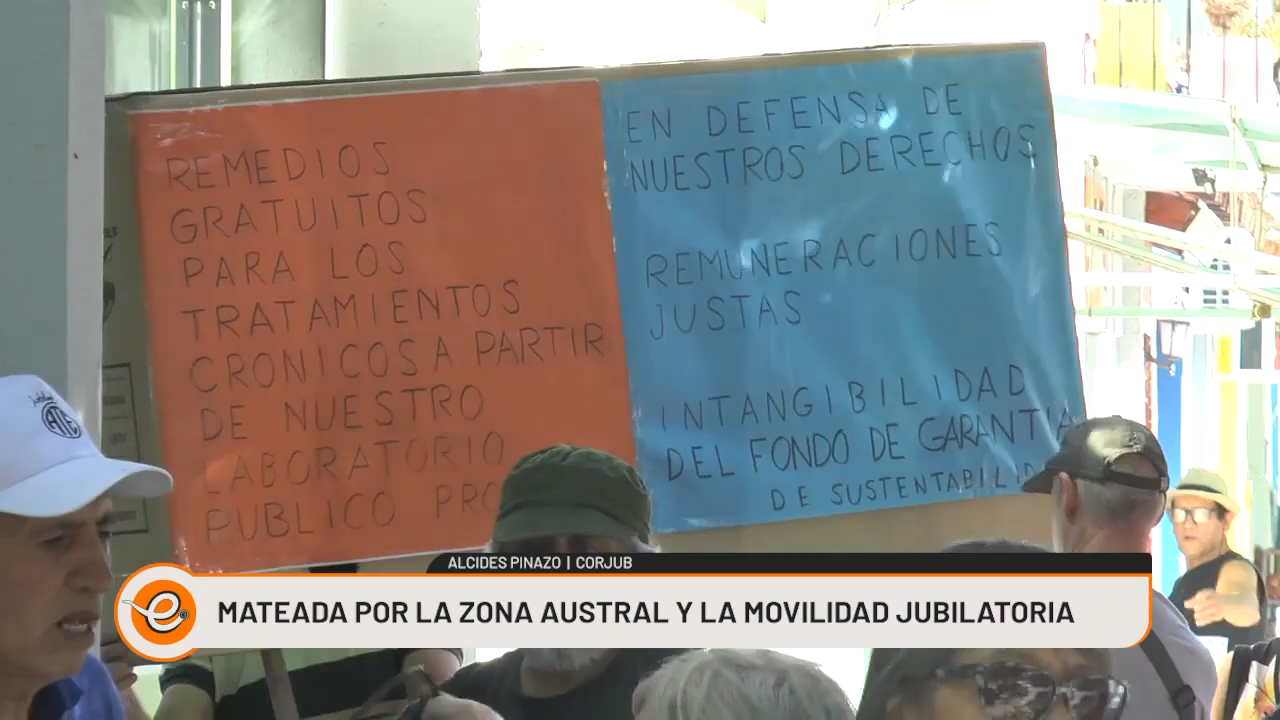 REMEDIOS
GRATUITOS
PARA LOS
TRATAMIENTOS
CRONICOS A PARTIR
DE NUESTRO
LABORATORIO
PUBLICO
EN DEFENSA DE
NUESTROS DERECHOS
REMUNERACIONES
JUSTAS
INTANGIBILIDAD
DEL FONDO DE GARANTIA
DE
ATE
ALCIDES PINAZO | CORJUB
MATEADA POR LA ZONA AUSTRAL Y LA MOVILIDAD JUBILATORIA